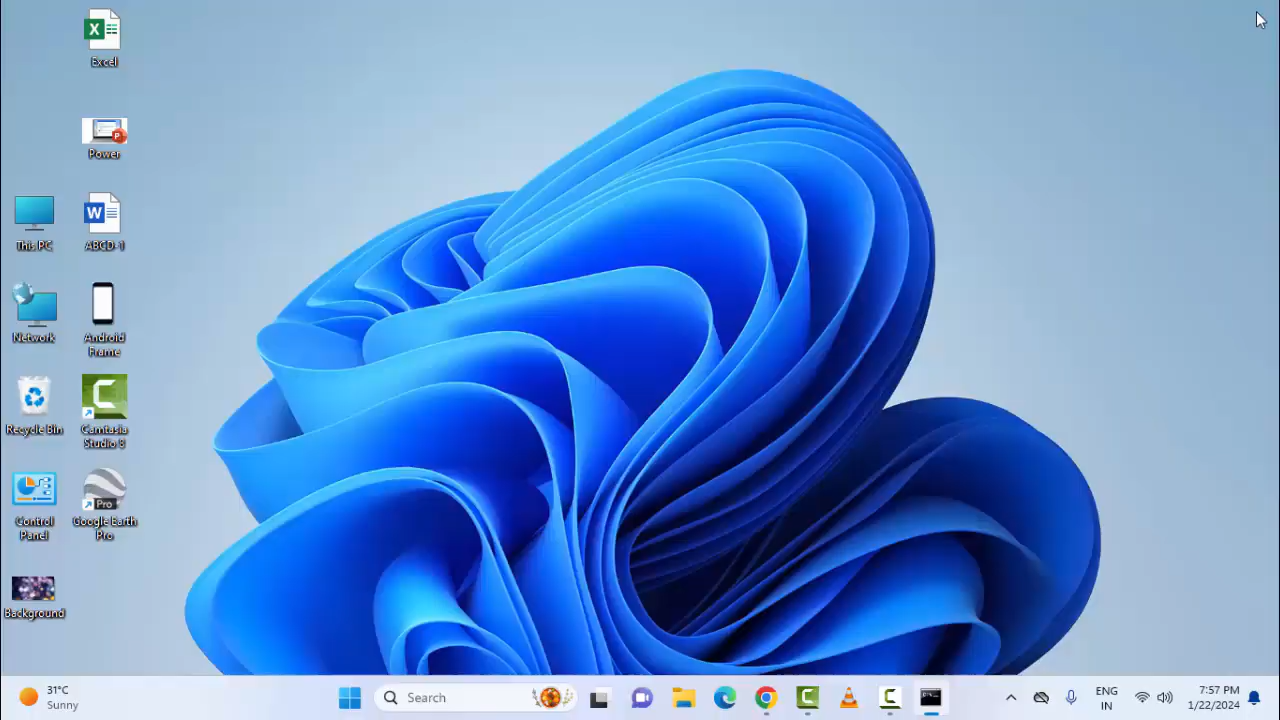 Excel
Power
This PC
ABCD-1
Network
Android
Frame
Recycle Bin
Camtasia
Studio 8
Control
Panel
Pro
Google Earth
Pro
Background
31°C
Sunny
Search
ENG
IN
7:57 PM
1/22/2024